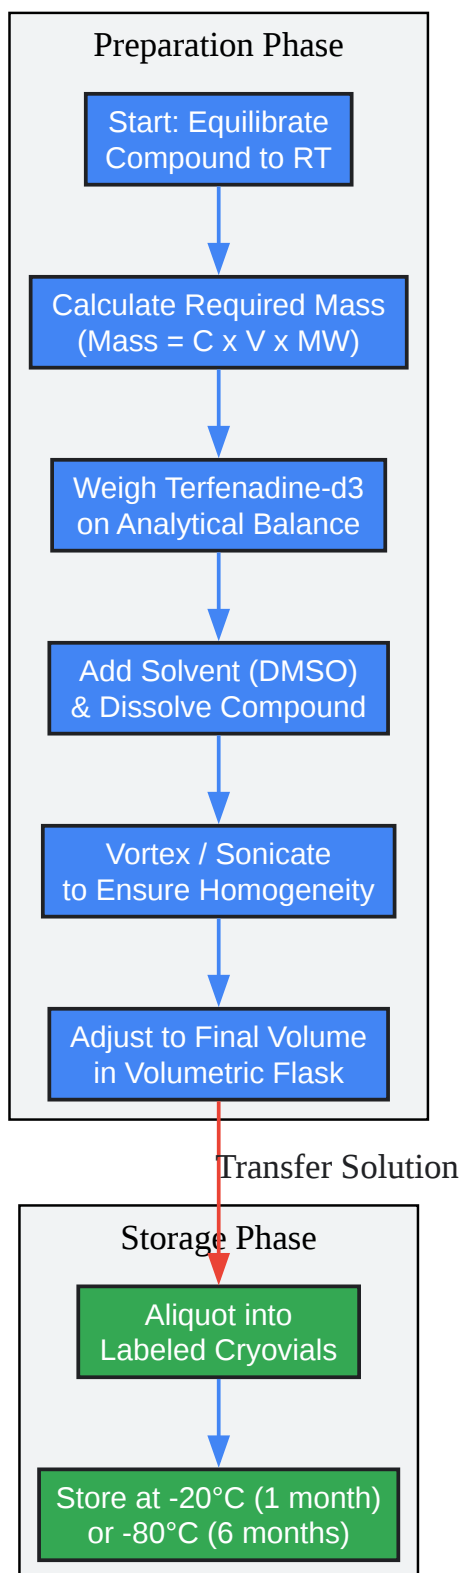 Preparation Phase
Start: Equilibrate
Compound to RT
Calculate Required Mass
(Mass = C x V x MW)
Weigh Terfenadine-d3
on Analytical Balance
Add Solvent (DMSO)
& Dissolve Compound
Vortex / Sonicate
to Ensure Homogeneity
Adjust to Final Volume
in Volumetric Flask
Transfer Solution
Storage Phase
Aliquot into
Labeled Cryovials
Store at -20°C (1 month)
or -80°C (6 months)